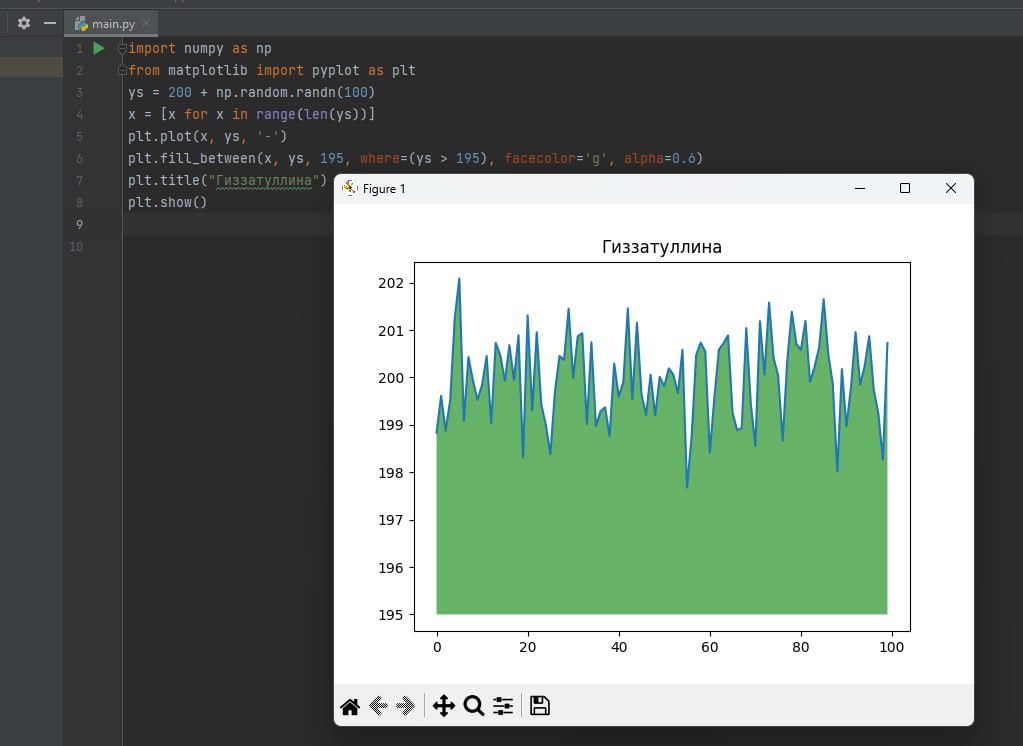 main.py
1 import numpy as np
2 from matplotlib import pyplot as plt
3 ys = 200 + np.random.randn(100)
4 x = [x for x in range(len(ys))]
5 plt.plot(x, ys, '-')
6 plt.fill_between(x, ys, 195, where=(ys > 195), facecolor='g', alpha=0.6)
7 plt.title("Гиззатуллина")
8 plt.show()
9
10
Figure 1
Гиззатуллина
202
201
200
199
198
197
196
195
0 20 40 60 80 100